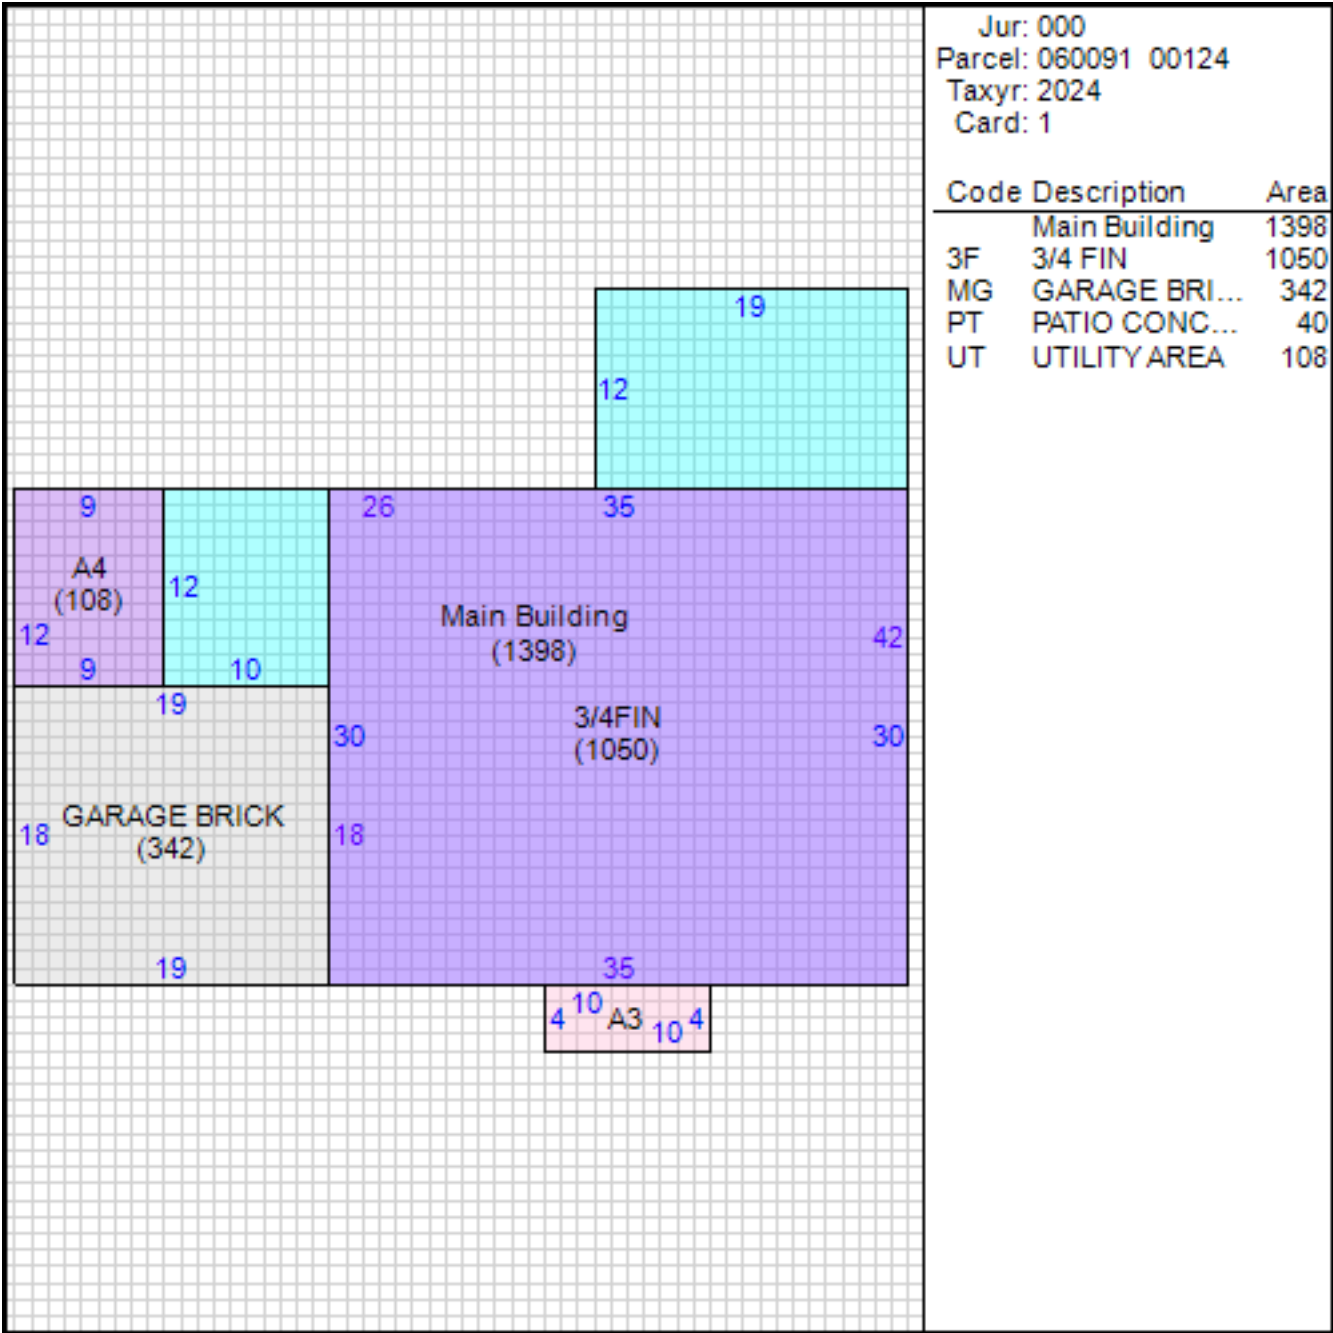 Jur: 000
Parcel: 060091 00124
Taxyr: 2024
Card: 1
Code Description Area
Main Building 1398
3F 3/4 FIN 1050
MG GARAGE BRI... 342
PT PATIO CONC... 40
UT UTILITY AREA 108
19
12
9
26
35
A4
(108)
12
12
9
10
Main Building
(1398)
42
19
3/4FIN
(1050)
30
30
GARAGE BRICK
(342)
18
18
19
35
4
10
A3
10
4